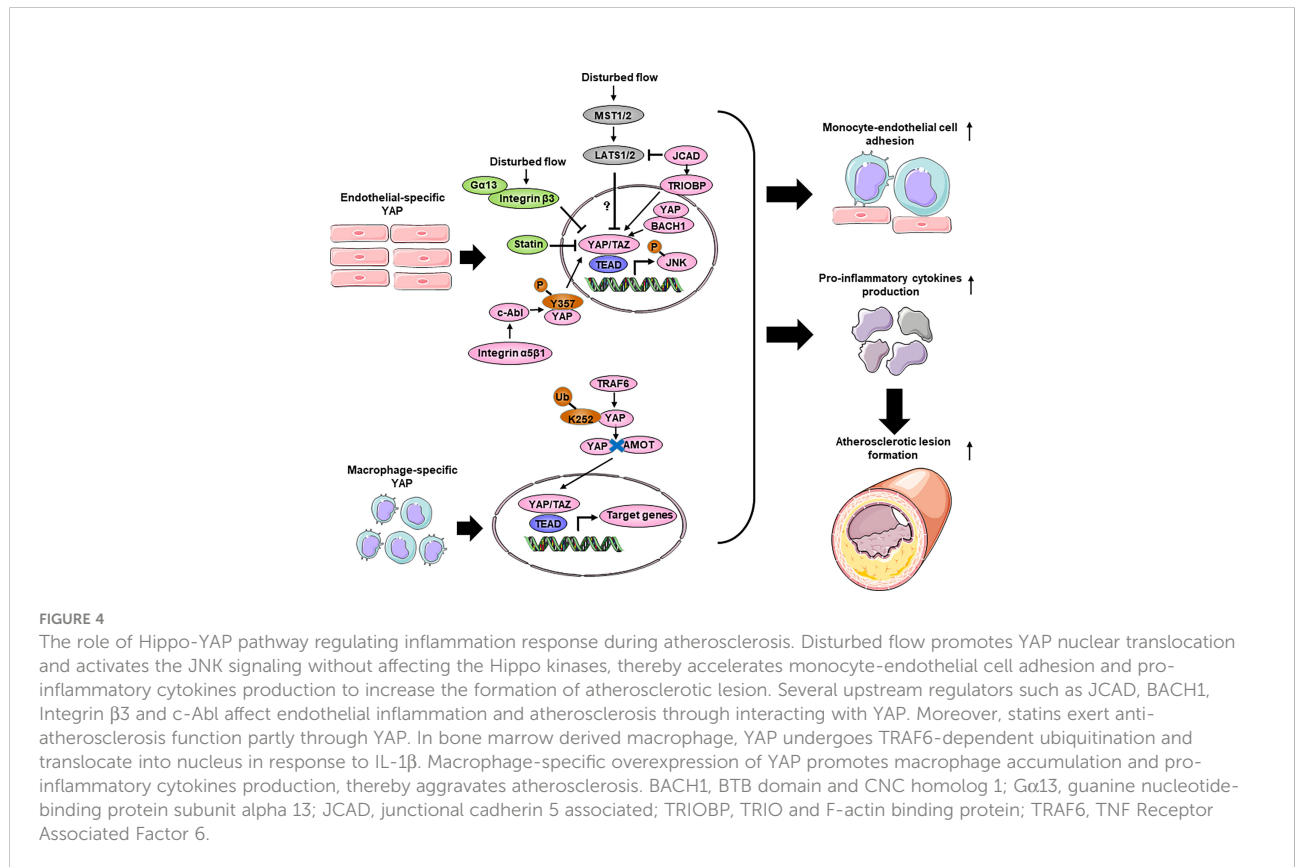 Disturbed flow
MST1/2
LATS1/2
JCAD
TRIOBP
Disturbed flow
Gα13
Integrin β3
?
YAP
BACH1
Endothelial-specific
YAP
Statin
YAP/TAZ
P
TEAD
JNK
P
Y357
YAP
c-Abl
Integrin α5β1
TRAF6
Ub
K252
YAP
YAP
AMOT
Macrophage-specific
YAP
YAP/TAZ
TEAD
Target genes
Monocyte-endothelial cell
adhesion
Pro-inflammatory cytokines
production
Atherosclerotic lesion
formation
FIGURE 4
The role of Hippo-YAP pathway regulating inflammation response during atherosclerosis. Disturbed flow promotes YAP nuclear translocation
and activates the JNK signaling without affecting the Hippo kinases, thereby accelerates monocyte-endothelial cell adhesion and pro-
inflammatory cytokines production to increase the formation of atherosclerotic lesion. Several upstream regulators such as JCAD, BACH1,
Integrin β3 and c-Abl affect endothelial inflammation and atherosclerosis through interacting with YAP. Moreover, statins exert anti-
atherosclerosis function partly through YAP. In bone marrow derived macrophage, YAP undergoes TRAF6-dependent ubiquitination and
translocate into nucleus in response to IL-1β. Macrophage-specific overexpression of YAP promotes macrophage accumulation and pro-
inflammatory cytokines production, thereby aggravates atherosclerosis. BACH1, BTB domain and CNC homolog 1; Gα13, guanine nucleotide-
binding protein subunit alpha 13; JCAD, junctional cadherin 5 associated; TRIOBP, TRIO and F-actin binding protein; TRAF6, TNF Receptor
Associated Factor 6.